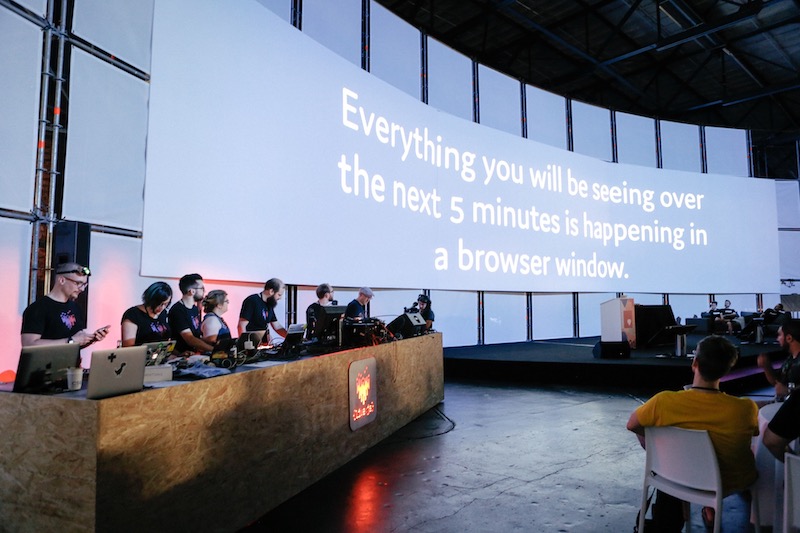 Everything you will be seeing over
the next 5 minutes is happening in
a browser window.